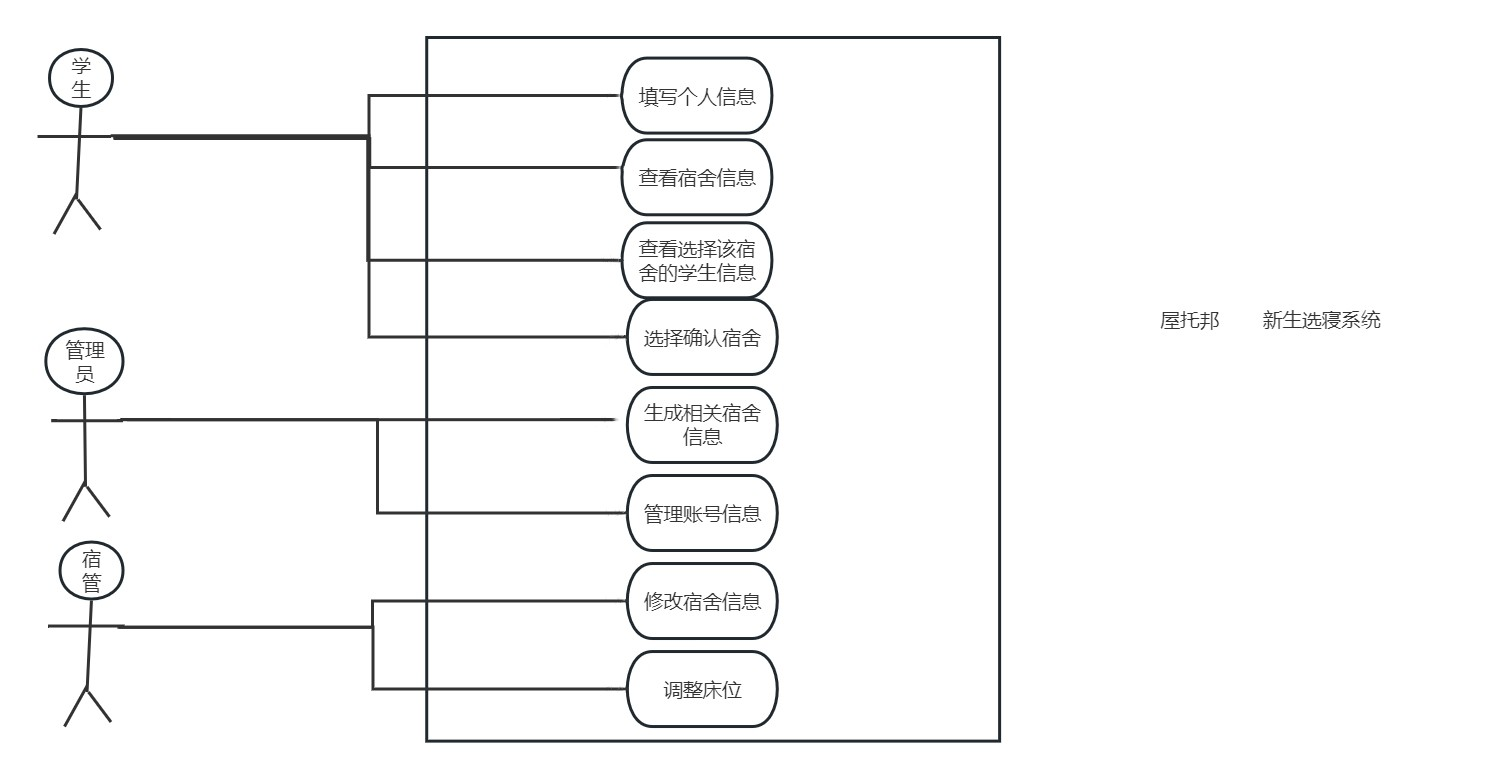 学
生
填写个人信息
查看宿舍信息
查看选择该宿
舍的学生信息
选择确认宿舍
管理
员
生成相关宿舍
信息
管理账号信息
宿
管
修改宿舍信息
调整床位
屋托邦 新生选寝系统